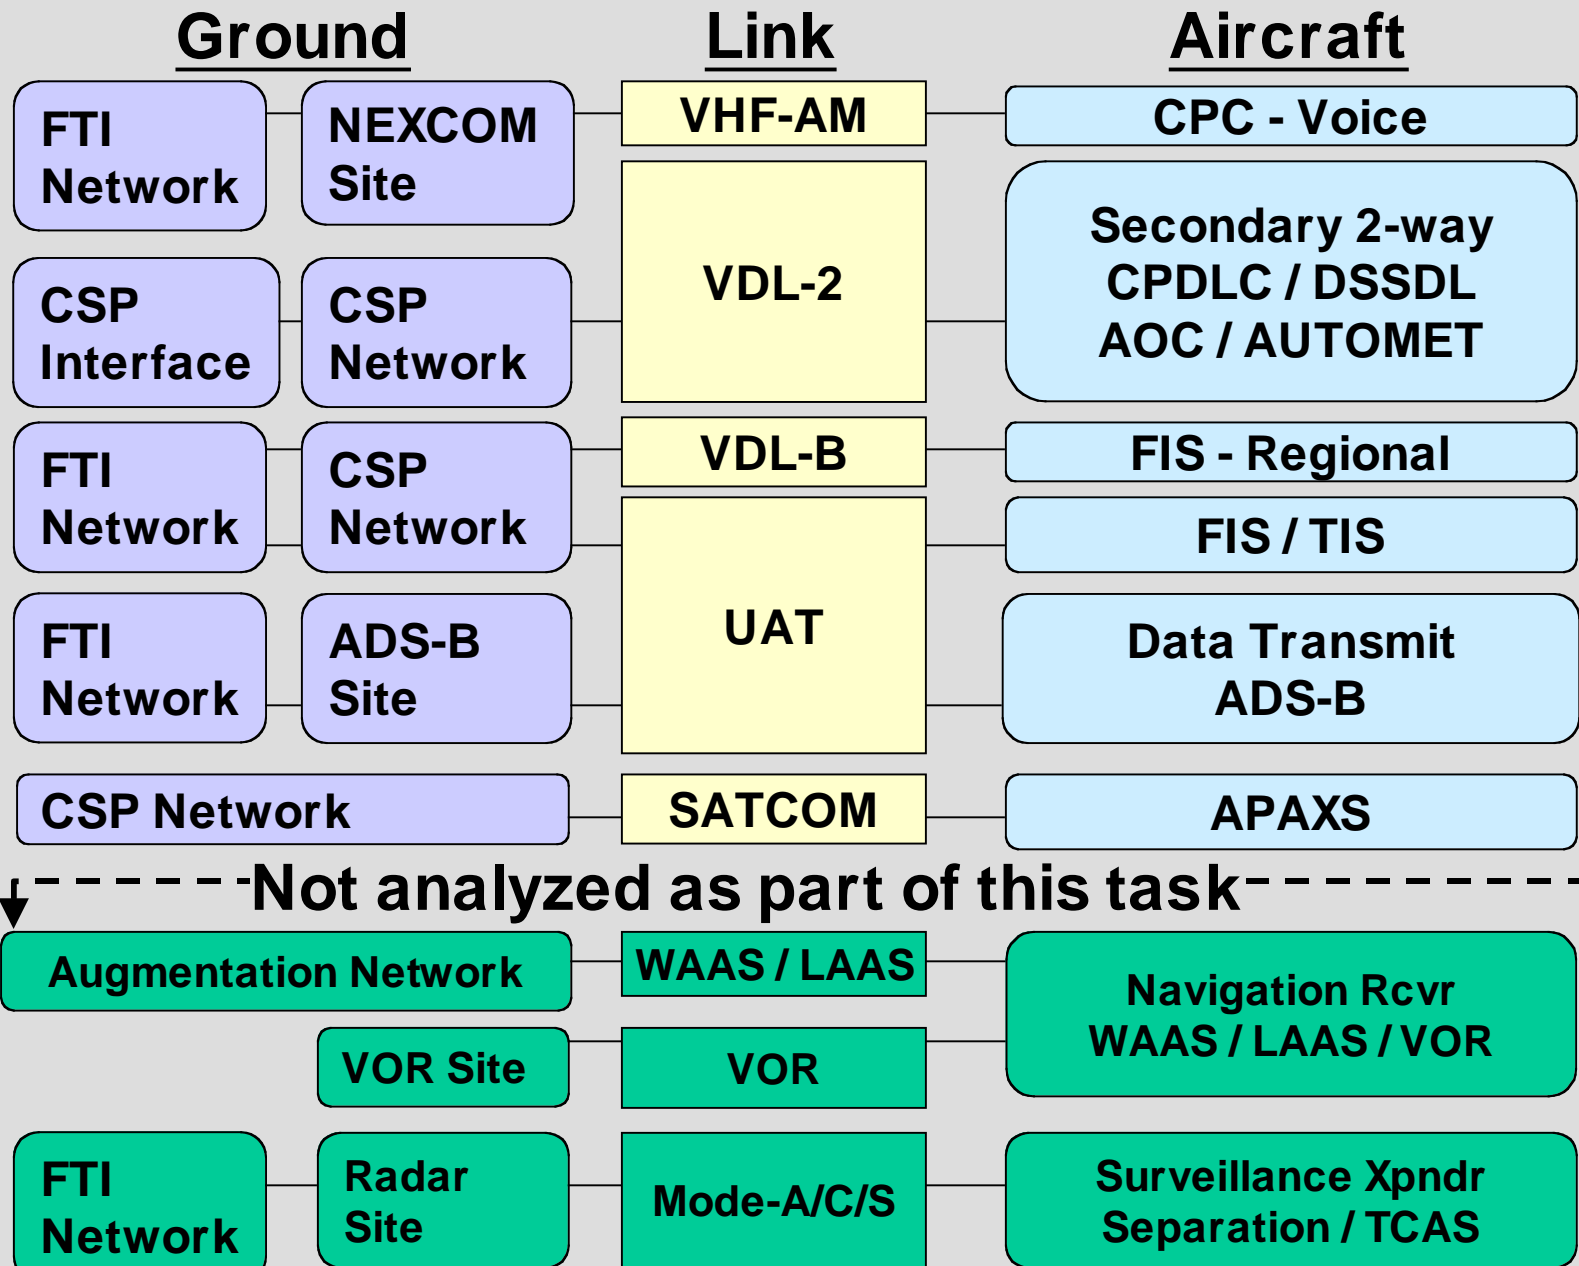 Ground
Link
Aircraft
FTI
Network
NEXCOM
Site
VHF-AM
CPC - Voice
CSP
Interface
CSP
Network
VDL-2
Secondary 2-way
CPDLC / DSSDL
AOC / AUTOMET
FTI
Network
CSP
Network
VDL-B
FIS - Regional
UAT
FIS / TIS
FTI
Network
ADS-B
Site
Data Transmit
ADS-B
CSP Network
SATCOM
APAXS
Not analyzed as part of this task
Augmentation Network
WAAS / LAAS
Navigation Rcvr
WAAS / LAAS / VOR
VOR Site
VOR
FTI
Network
Radar
Site
Mode-A/C/S
Surveillance Xpndr
Separation / TCAS